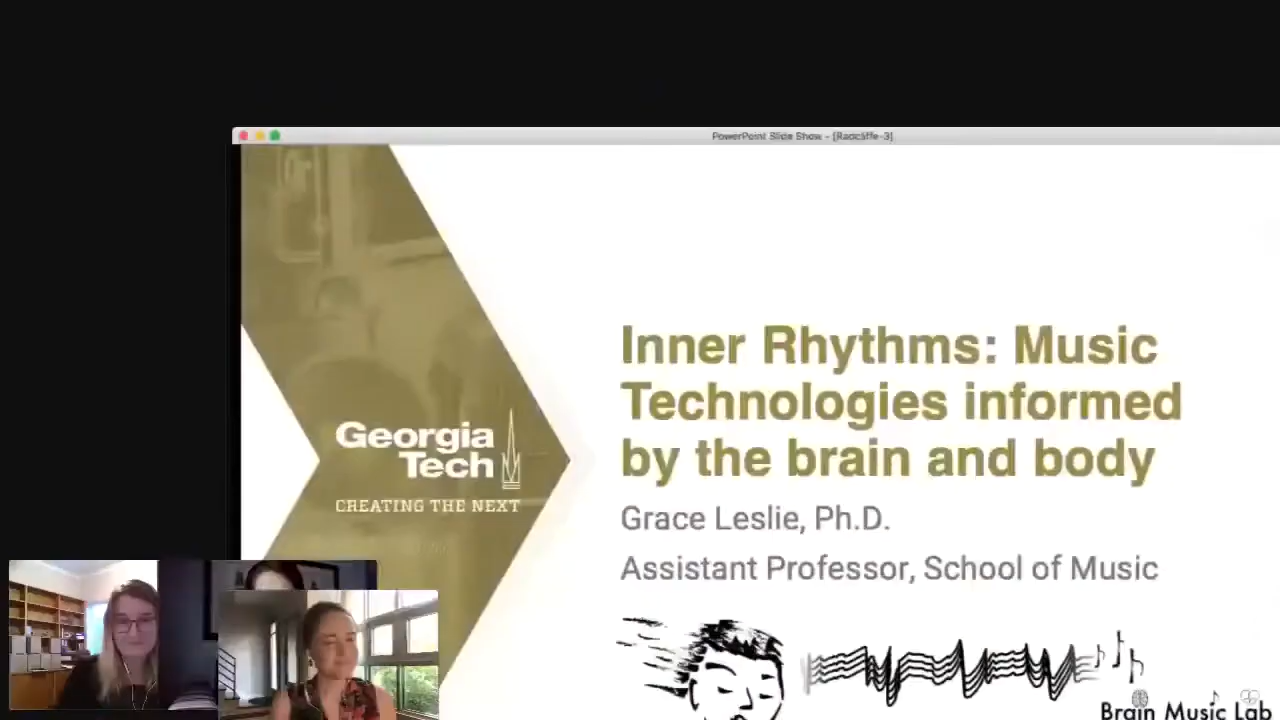 PowerPoint Slide Show - [Radcliffe-3]
Georgia
Tech
CREATING THE NEXT
Inner Rhythms: Music
Technologies informed
by the brain and body
Grace Leslie, Ph.D.
Assistant Professor, School of Music
Brain Music Lab